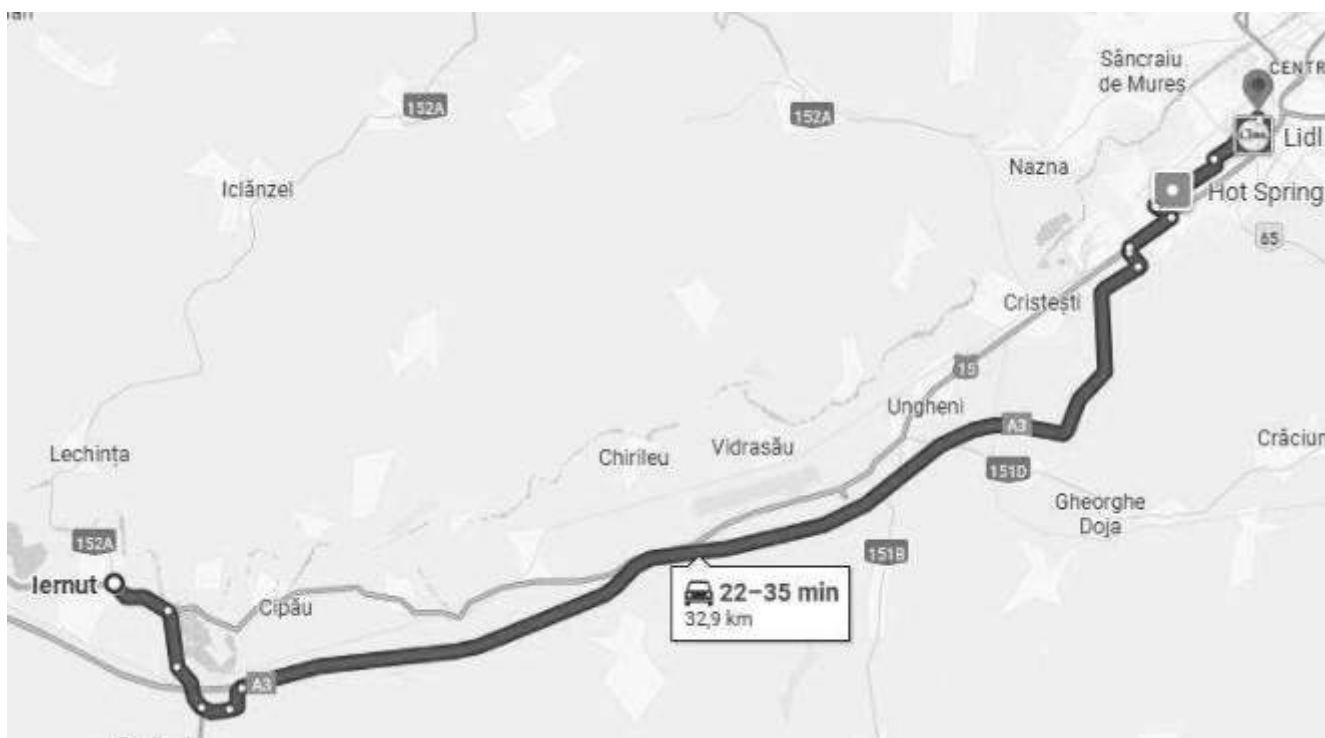 152A
152A
Sâncraiu
de Mureș
CENTR
Lidl
Nazna
Hot Spring
65
Iclănzel
Cristești
15
Ungheni
A3
Crăciun
Lechința
Chirileu
Vidrasău
151D
Gheorghe
Doja
152A
151B
Iernut
Cipău
22–35 min
32,9 km
A3